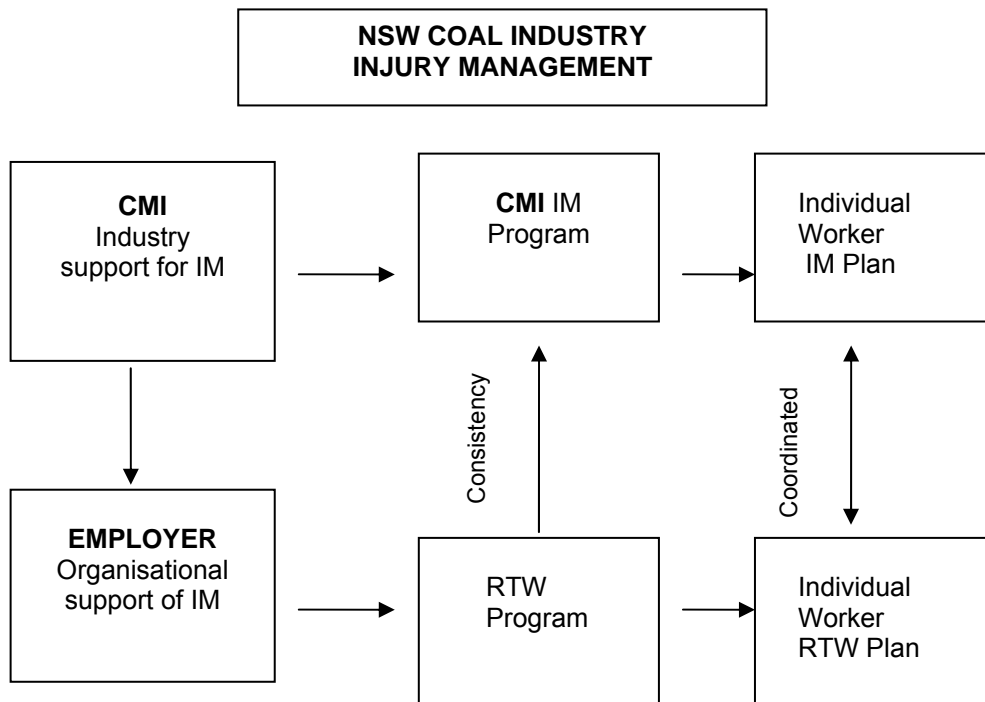 NSW COAL INDUSTRY
INJURY MANAGEMENT
CMI
Industry
support for IM
CMI IM
Program
Individual
Worker
IM Plan
Consistency
Coordinated
EMPLOYER
Organisational
support of IM
RTW
Program
Individual
Worker
RTW Plan